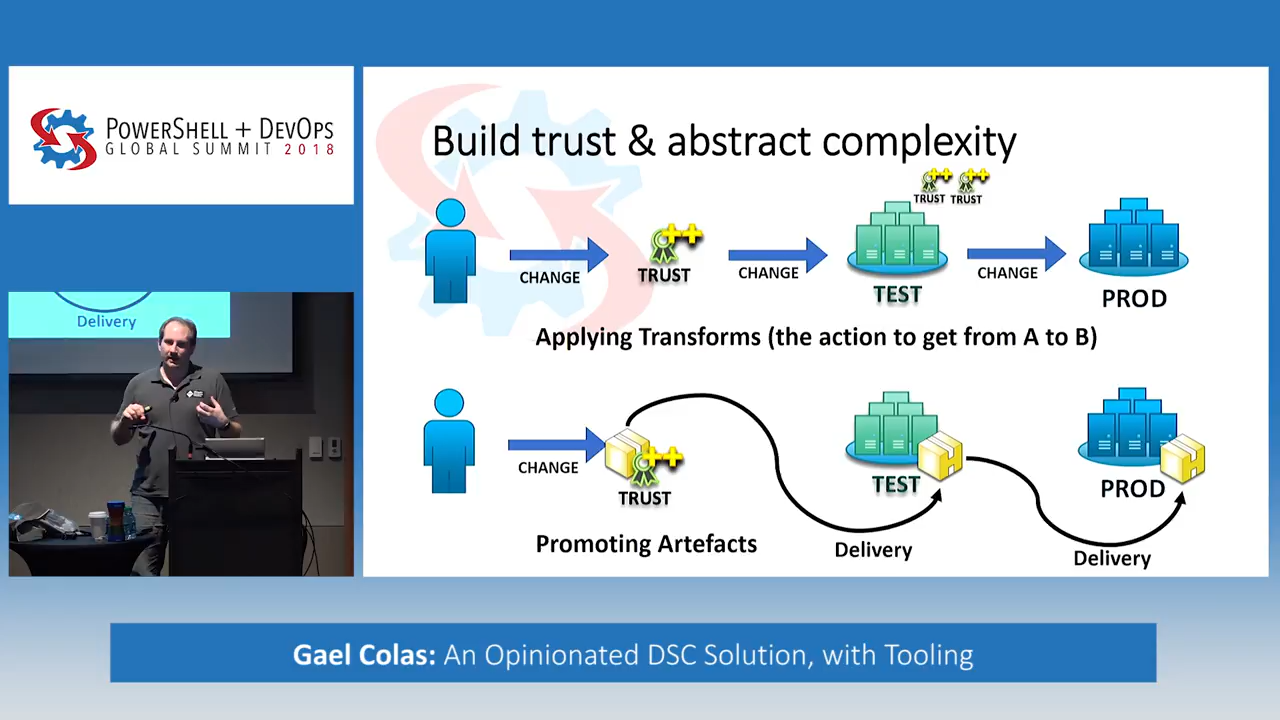 POWERSHELL + DEVOPS
GLOBAL SUMMIT 2018
Build trust & abstract complexity
++ ++
TRUST TRUST
++
CHANGE
TRUST
CHANGE
TEST
CHANGE
PROD
Applying Transforms (the action to get from A to B)
Delivery
CHANGE
++
TRUST
TEST
PROD
Promoting Artefacts
Delivery
Delivery
Gael Colas: An Opinionated DSC Solution, with Tooling